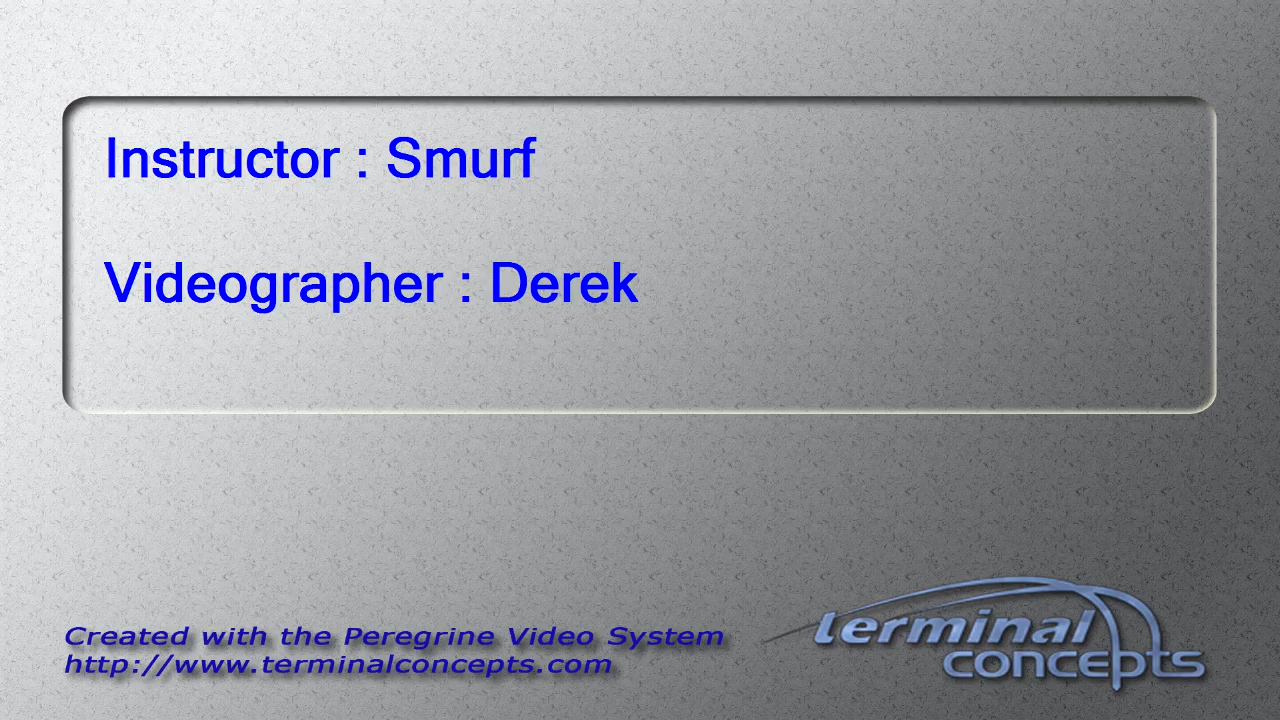 Instructor : Smurf
Videographer : Derek
Created with the Peregrine Video System
http://www.terminalconcepts.com
terminal
concepts